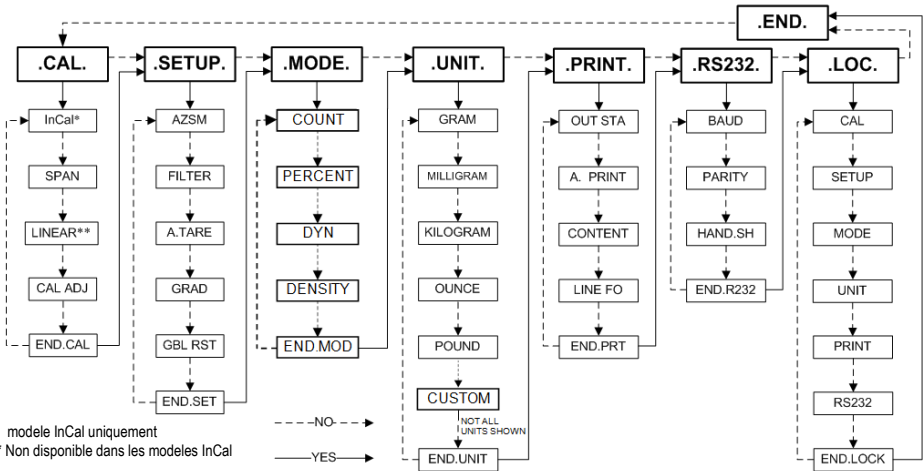 .END.
.CAL.
.SETUP.
.MODE.
.UNIT.
.PRINT.
.RS232.
.LOC.
InCal*
SPAN
LINEAR**
CAL ADJ
END.CAL
AZSM
FILTER
A.TARE
GRAD
GBL RST
END.SET
COUNT
PERCENT
DYN
DENSITY
END.MOD
GRAM
MILLIGRAM
KILOGRAM
OUNCE
POUND
CUSTOM
NOT ALL
UNITS SHOWN
END.UNIT
OUT STA
A. PRINT
CONTENT
LINE FO
END.PRT
BAUD
PARITY
HAND.SH
END.R232
CAL
SETUP
MODE
UNIT
PRINT
RS232
END.LOCK
NO
YES
modele InCal uniquement
* Non disponible dans les modeles InCal